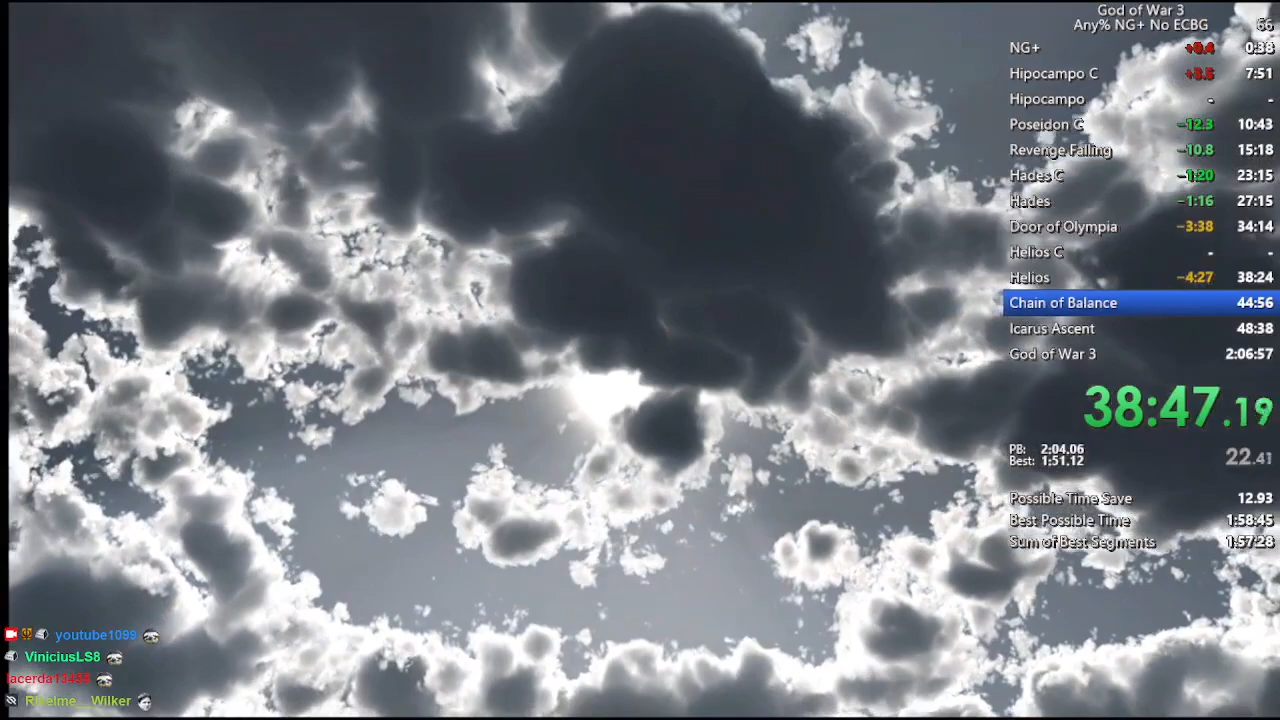 God of War 3
Any% NG+ No ECBG 66
NG+ +0.4 0:38
Hipocampo C +3.5 7:51
Hipocampo - -
Poseidon C −12.3 10:43
Revenge Falling −10.8 15:18
Hades C −1:20 23:15
Hades −1:16 27:15
Door of Olympia −3:38 34:14
Helios C - -
Helios −4:27 38:24
Chain of Balance 44:56
Icarus Ascent 48:38
God of War 3 2:06:57
38:47.19
PB: 2:04.06
Best: 1:51.12
22.41
Possible Time Save 12.93
Best Possible Time 1:58:45
Sum of Best Segments 1:57:28
youtube1099
ViniciusLS8